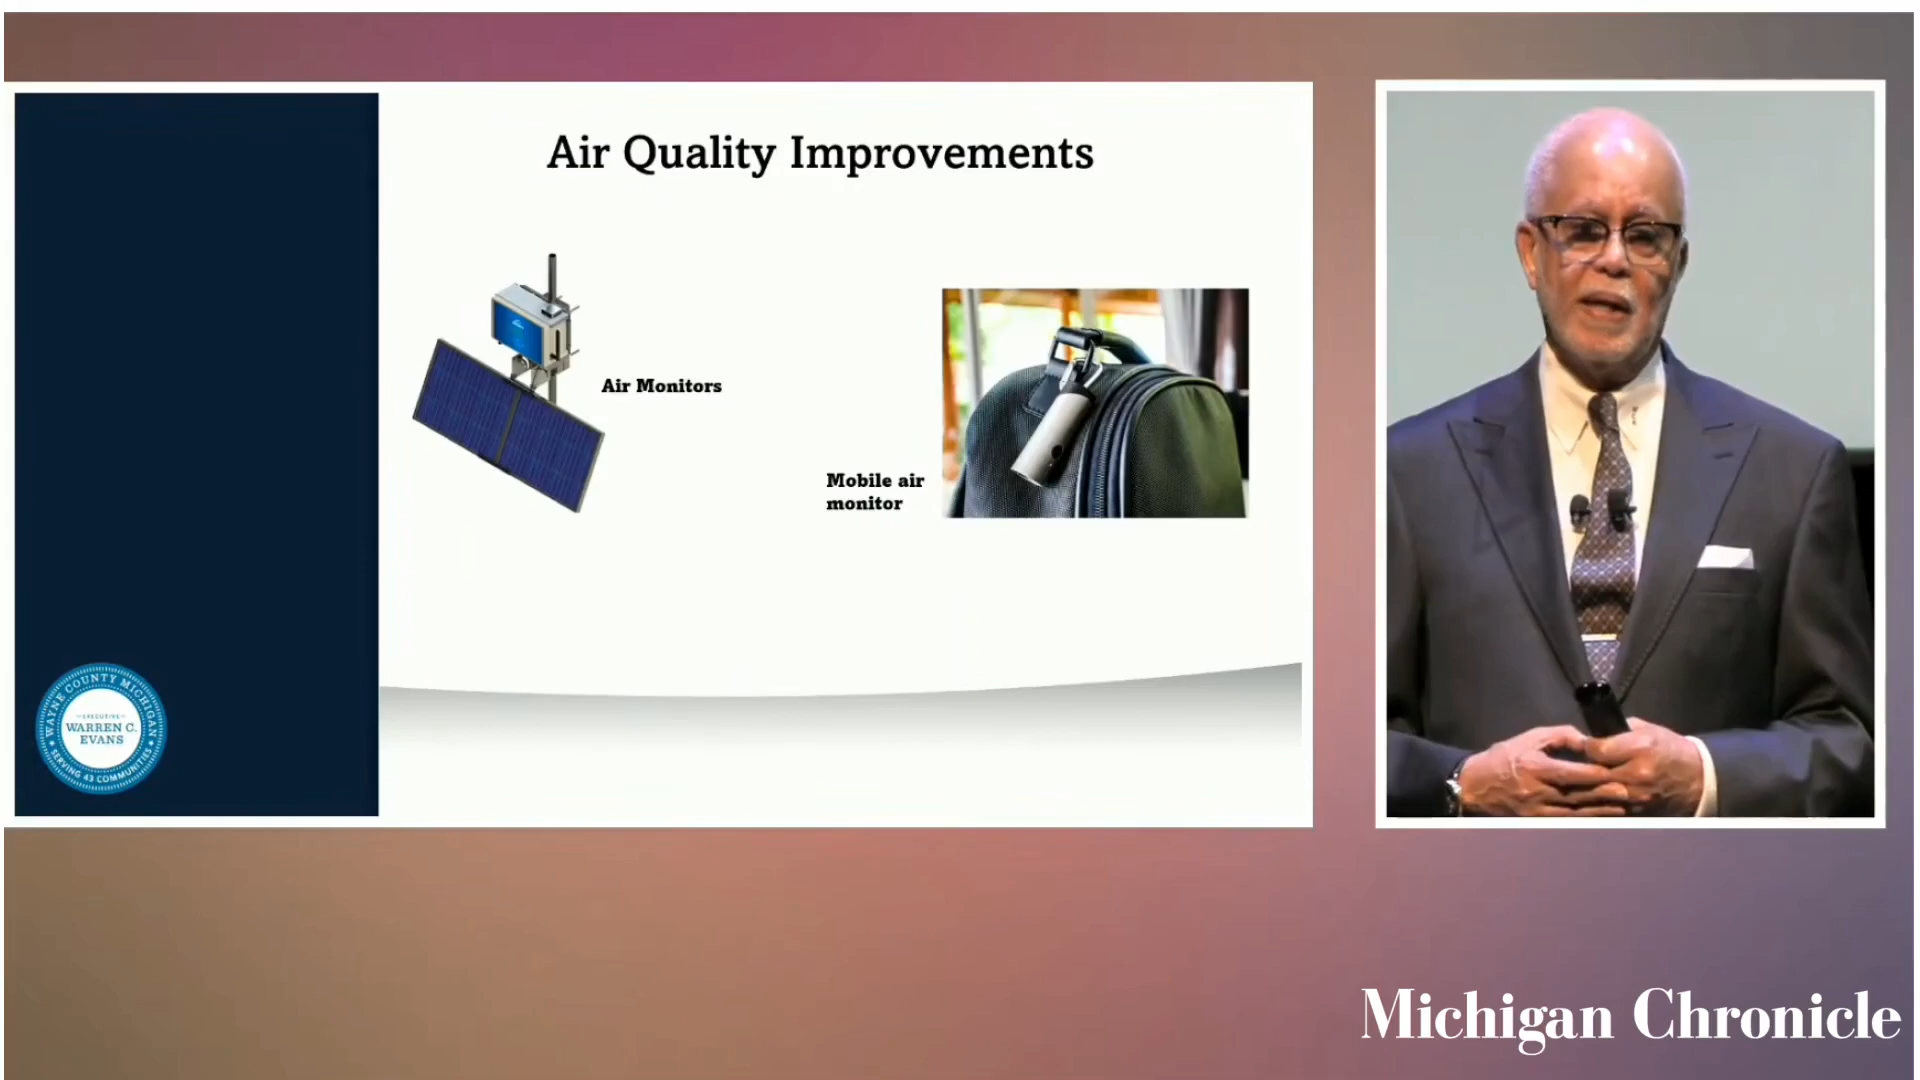 Air Quality Improvements
Air Monitors
Mobile air
monitor
WAYNE COUNTY MICHIGAN
EXECUTIVE
WARREN C.
EVANS
SERVING 43 COMMUNITIES
Michigan Chronicle